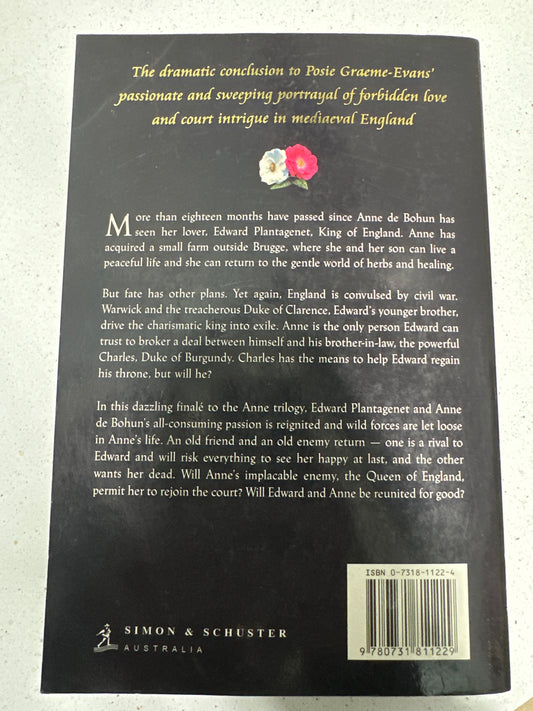 The dramatic conclusion to Posie Graeme-Evans'
passionate and sweeping portrayal of forbidden love
and court intrigue in mediaeval England
More than eighteen months have passed since Anne de Bohun has
seen her lover, Edward Plantagenet, King of England. Anne has
acquired a small farm outside Brugge, where she and her son can live a
peaceful life and she can return to the gentle world of herbs and healing.
But fate has other plans. Yet again, England is convulsed by civil war.
Warwick and the treacherous Duke of Clarence, Edward's younger brother,
drive the charismatic king into exile. Anne is the only person Edward can
trust to broker a deal between himself and his brother-in-law, the powerful
Charles, Duke of Burgundy. Charles has the means to help Edward regain
his throne, but will he?
In this dazzling finalé to the Anne trilogy, Edward Plantagenet and Anne
de Bohun's all-consuming passion is reignited and wild forces are let loose
in Anne's life. An old friend and an old enemy return — one is a rival to
Edward and will risk everything to see her happy at last, and the other
wants her dead. Will Anne's implacable enemy, the Queen of England,
permit her to rejoin the court? Will Edward and Anne be reunited for good?
ISBN 0-7318-1122-4
9 780731 811229
SIMON & SCHUSTER
AUSTRALIA